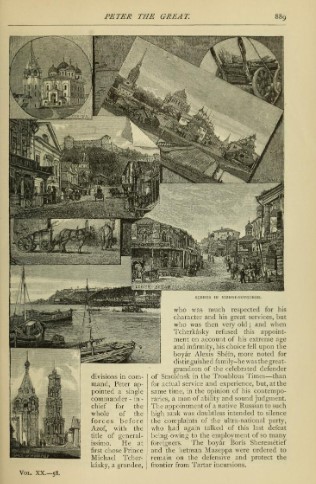 PETER THE GREAT.
889
SCENES IN NIJNII-NOVGOROD.
who was much respected for his
character and his great services, but
who was then very old; and when
Tcherkásky refused this appoint-
ment on account of his extreme age
and infirmity, his choice fell upon the
boyár Alexis Shéin, more noted for
distinguished family—he was the great-
grandson of the celebrated defender
of Smolensk in the Troublous Times—than
for actual service and experience, but, at the
same time, in the opinion of his contempo-
raries, a man of ability and sound judgment.
The appointment of a native Russian to such
high rank was doubtless intended to silence
the complaints of the ultra-national party,
who had again talked of this last defeat
being owing to the employment of so many
foreigners. The boyár Boris Sheremétief
and the hetman Mazeppa were ordered to
remain on the defensive and protect the
frontier from Tartar incursions.
divisions in com-
mand, Peter ap-
pointed a single
commander-in-
chief for the
whole of the
forces before
Azof, with the
title of general-
issimo. He at
first chose Prince
Michael Tcher-
kásky, a grandee,
VOL. XX.—58.